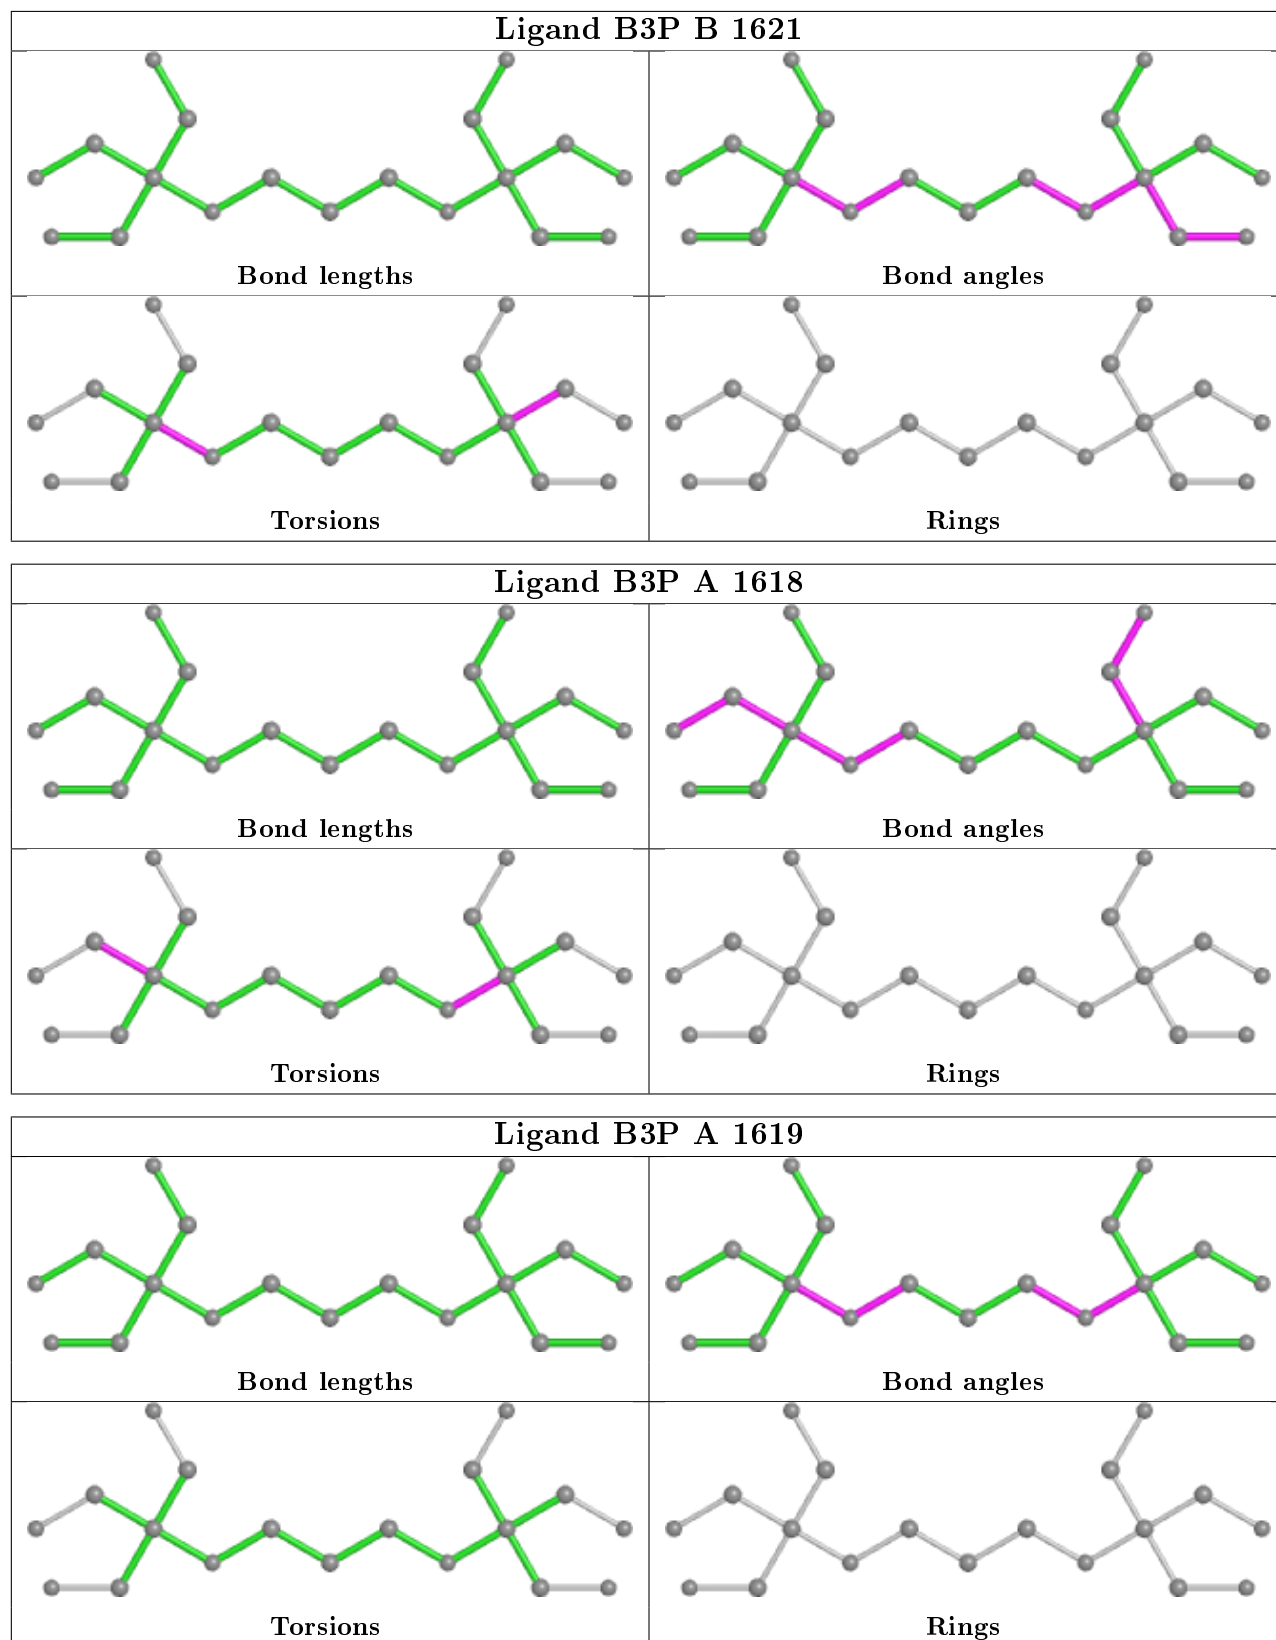 Ligand B3P B 1621
Bond lengths
Bond angles
Torsions
Rings
Ligand B3P A 1618
Bond lengths
Bond angles
Torsions
Rings
Ligand B3P A 1619
Bond lengths
Bond angles
Torsions
Rings